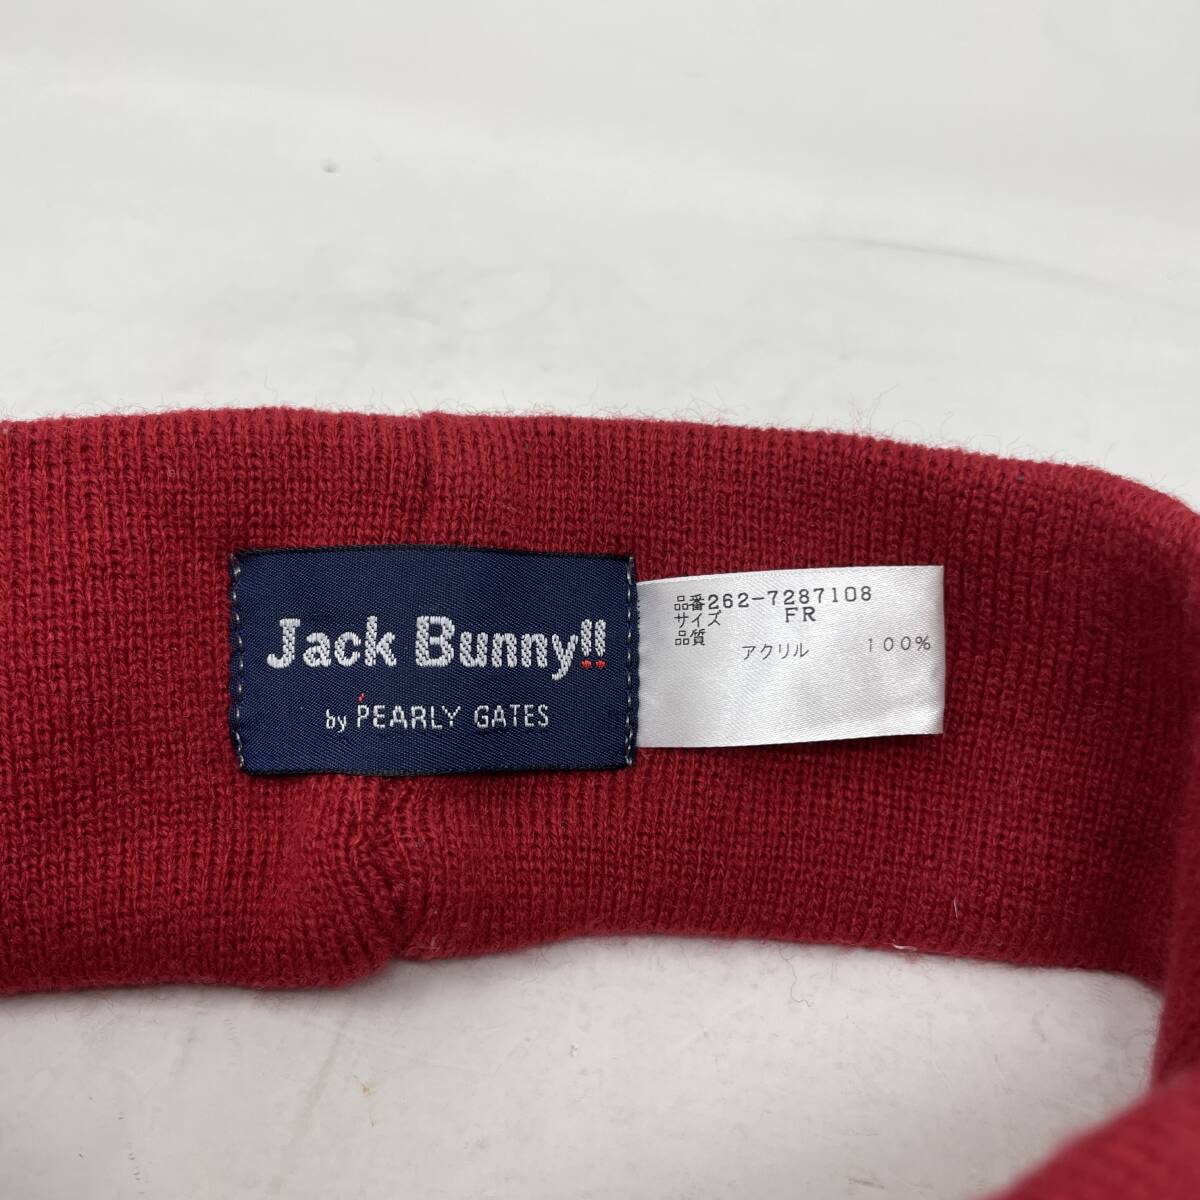 Jack Bunny!!
by PEARLY GATES
品番262-7287108
サイズ FR
品質
アクリル 100%